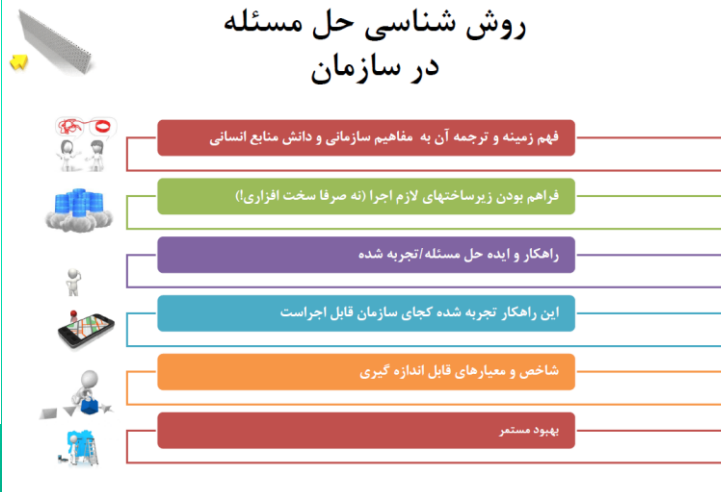 روش شناسی حل مسئله
در سازمان
فهم زمینه و ترجمه آن به مفاهیم سازمانی و دانش منابع انسانی
فراهم بودن زیرساختهای لازم اجرا (نه صرفا سخت افزاری!)
راهکار و ایده حل مسئله/تجربه شده
این راهکار تجربه شده کجای سازمان قابل اجراست
شاخص و معیارهای قابل اندازه گیری
بهبود مستمر